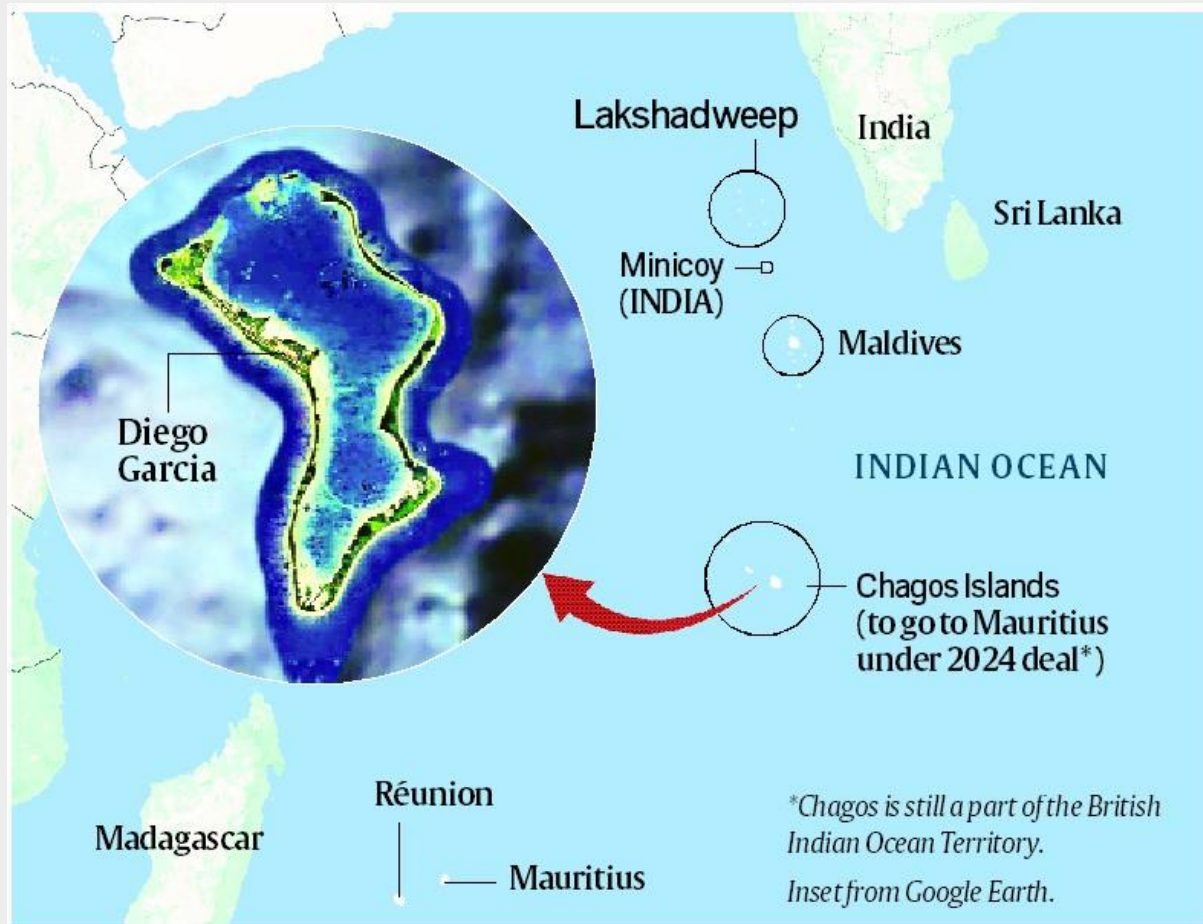 Lakshadweep
India
Sri Lanka
Minicoy
(INDIA)
Maldives
Diego
Garcia
INDIAN OCEAN
Chagos Islands
(to go to Mauritius
under 2024 deal*)
Réunion
Madagascar
Mauritius
*Chagos is still a part of the British
Indian Ocean Territory.
Inset from Google Earth.